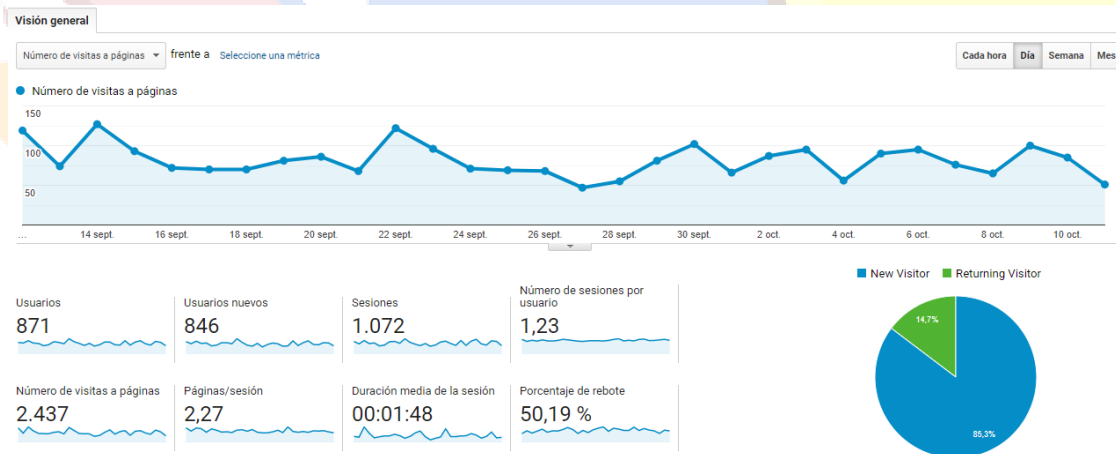 Visión general
Número de visitas a páginas frente a Seleccione una métrica
Cada hora Día Semana Mes
Número de visitas a páginas
150
100
50
... 14 sept. 16 sept. 18 sept. 20 sept. 22 sept. 24 sept. 26 sept. 28 sept. 30 sept. 2 oct. 4 oct. 6 oct. 8 oct. 10 oct.
New Visitor Returning Visitor
Usuarios
871
Usuarios nuevos
846
Sesiones
1.072
Número de sesiones por
usuario
1,23
Número de visitas a páginas
2.437
Páginas/sesión
2,27
Duración media de la sesión
00:01:48
Porcentaje de rebote
50,19 %
14,7%
85,3%